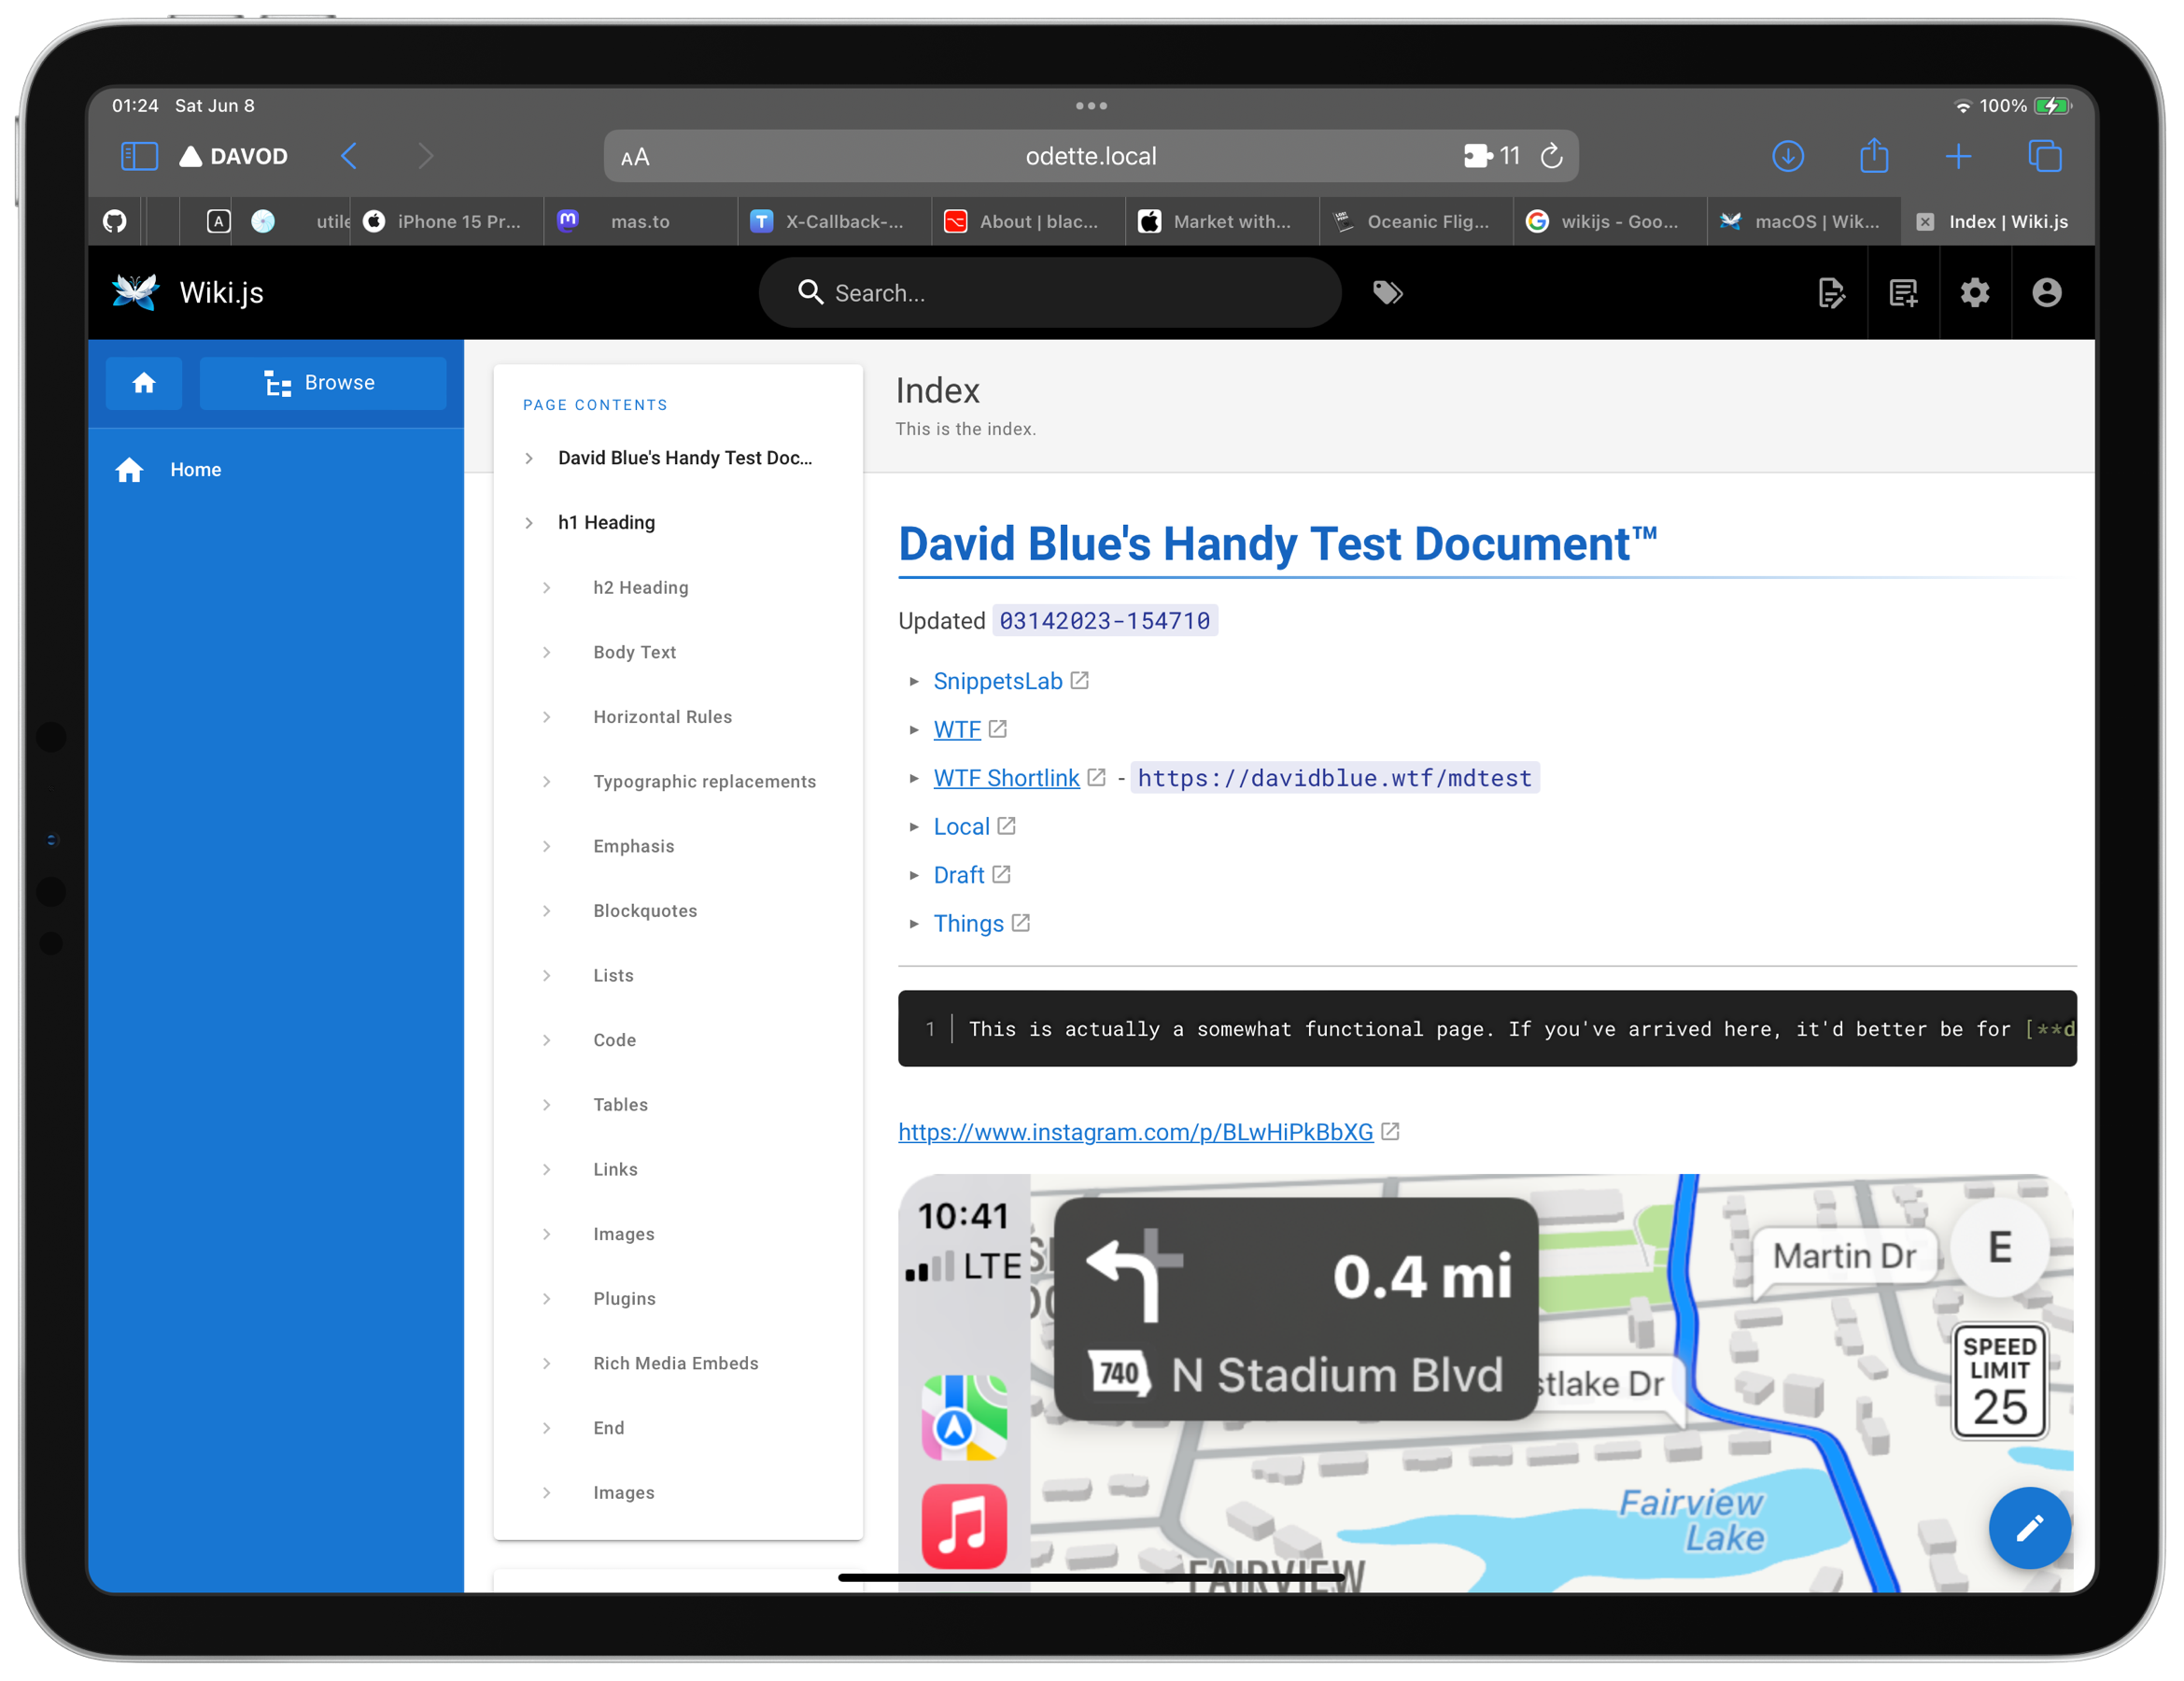 01:24 Sat Jun 8
100%
DAVOD
AA
odette.local
11
A
utile
iPhone 15 Pr...
mas.to
X-Callback-...
About | blac...
Market with...
Oceanic Flig...
wikijs - Goo...
macOS | Wik...
Index | Wiki.js
Wiki.js
Search...
Browse
Home
PAGE CONTENTS
David Blue's Handy Test Doc...
h1 Heading
h2 Heading
Body Text
Horizontal Rules
Typographic replacements
Emphasis
Blockquotes
Lists
Code
Tables
Links
Images
Plugins
Rich Media Embeds
End
Images
Index
This is the index.
David Blue's Handy Test Document™
Updated 03142023-154710
SnippetsLab
WTF
WTF Shortlink - https://davidblue.wtf/mdtest
Local
Draft
Things
1 This is actually a somewhat functional page. If you've arrived here, it'd better be for [**d
https://www.instagram.com/p/BLwHiPkBbXG
10:41
LTE
0.4 mi
740 N Stadium Blvd
Martin Dr
E
SPEED
LIMIT
25
stlake Dr
Fairview
Lake
FAIRVIEW